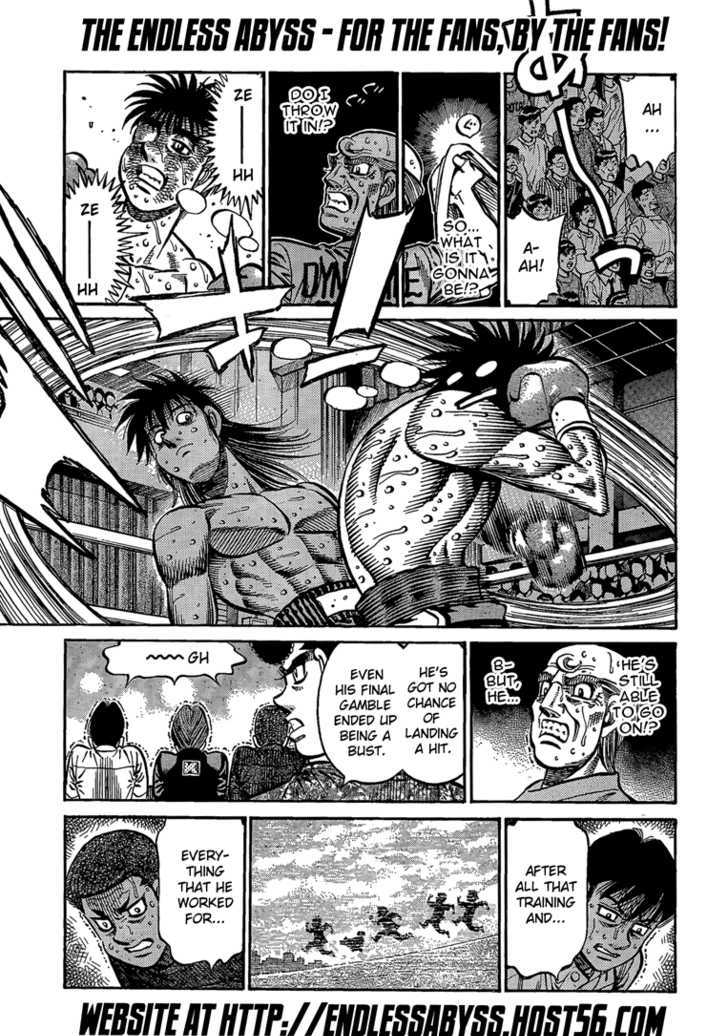 THE ENDLESS ABYSS - FOR THE FANS, BY THE FANS!
AH
...
A-
AH!
SO...
WHAT
IS IT
GONNA
BE!?
DO I
THROW
IT IN!?
ZE
HH
ZE
HH
HE'S
STILL
ABLE
TO GO
ON!?
B-
BUT,
HE...
HE'S
GOT NO
CHANCE
OF
LANDING
A HIT.
EVEN
HIS FINAL
GAMBLE
ENDED UP
BEING A
BUST.
GH
AFTER
ALL THAT
TRAINING
AND...
EVERY-
THING
THAT HE
WORKED
FOR...
WEBSITE AT HTTP://ENDLESSABYSS.HOST56.COM